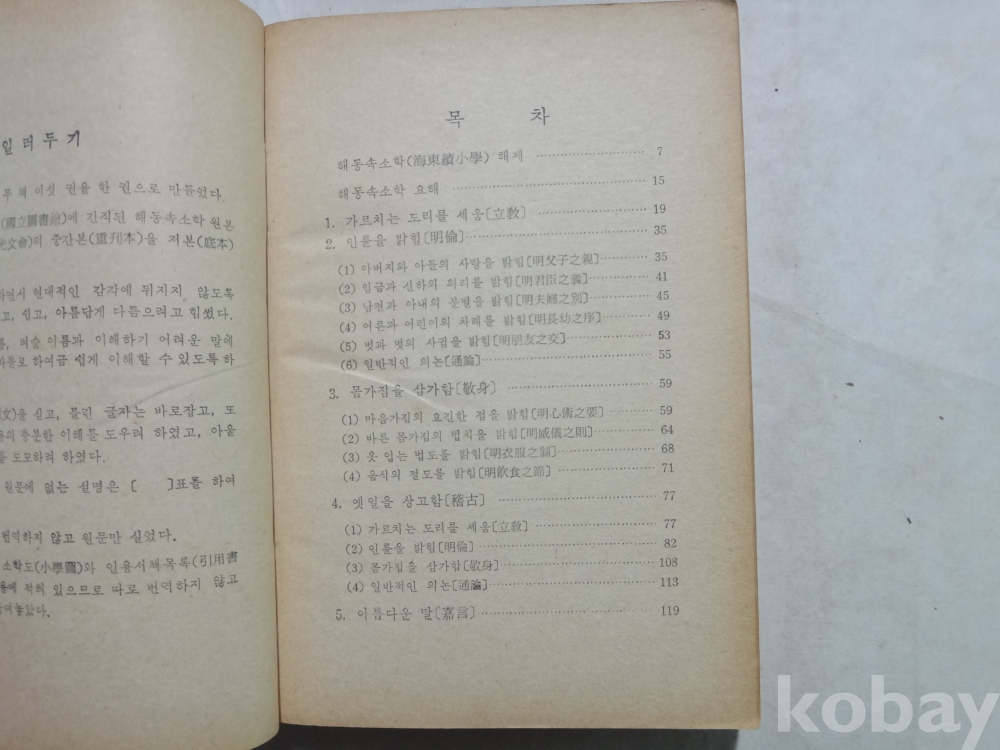 일러두기
두 책 여섯 권을 한 권으로 만들었다.
(國立圖書館)에 간직된 해동속소학 원본
光文會)의 중간본(重刊本)을 저본(底本)
하면서 현대적인 감각에 뒤지지 않도록
고, 쉽고, 아름답게 다듬으려고 힘썼다.
벼슬 이름과 이해하기 어려운 말에
하여금 쉽게 이해할 수 있도록 하
文)을 싣고, 틀린 글자는 바로잡고, 또
충분한 이해를 도우려 하였고, 아울
를 도모하려 하였다.
원문에 없는 설명은 [ ]표를 하여
번역하지 않고 원문만 실었다.
소학도(小學圖)와 인용서책목록(引用書
적혀 있으므로 따로 번역하지 않고
목 차
해동속소학(海東續小學) 해제 7
해동속소학 요해 15
1. 가르치는 도리를 세움[立敎] 19
2. 인륜을 밝힘[明倫] 35
(1) 아버지와 아들의 사랑을 밝힘[明父子之親] 35
(2) 임금과 신하의 의리를 밝힘[明君臣之義] 41
(3) 남편과 아내의 분별을 밝힘[明夫婦之別] 45
(4) 어른과 어린이의 차례를 밝힘[明長幼之序] 49
(5) 벗과 벗의 사귐을 밝힘[明朋友之交] 53
(6) 일반적인 의논[通論] 55
3. 몸가짐을 삼가함[敬身] 59
(1) 마음가짐의 요긴한 점을 밝힘[明心術之要] 59
(2) 바른 몸가짐의 법칙을 밝힘[明威儀之則] 64
(3) 옷 입는 법도를 밝힘[明衣服之制] 68
(4) 음식의 절도를 밝힘[明飮食之節] 71
4. 옛일을 상고함[稽古] 77
(1) 가르치는 도리를 세움[立敎] 77
(2) 인륜을 밝힘[明倫] 82
(3) 몸가짐을 삼가함[敬身] 108
(4) 일반적인 의논[通論] 113
5. 아름다운 말[嘉言] 119
kobay